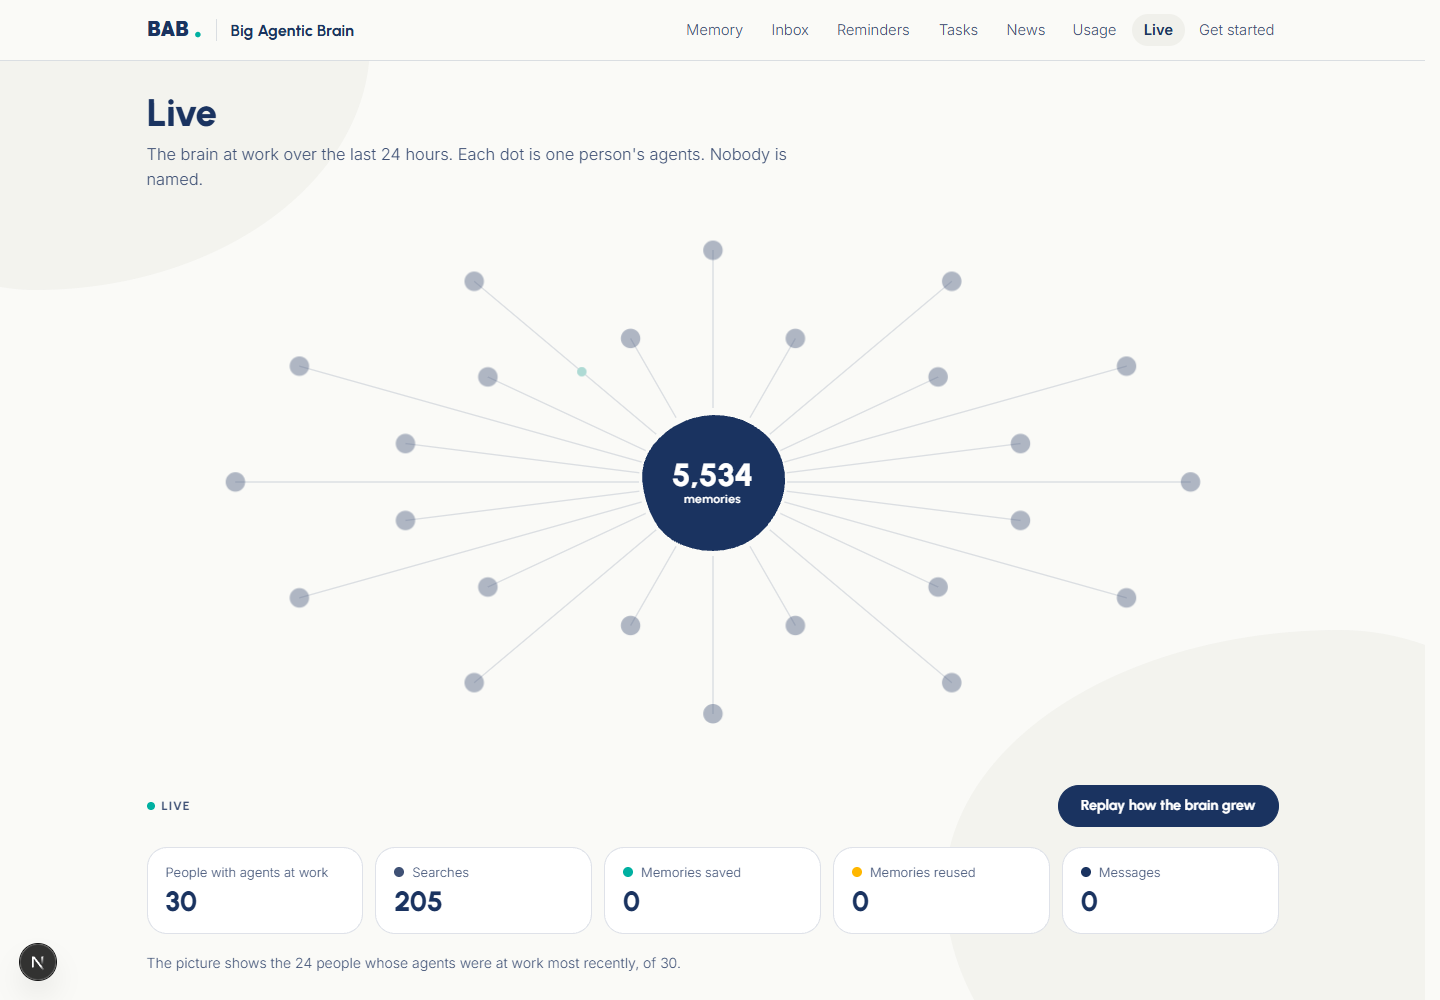 BAB.
Big Agentic Brain
Memory
Inbox
Reminders
Tasks
News
Usage
Live
Get started
Live
The brain at work over the last 24 hours. Each dot is one person's agents. Nobody is
named.
5,534
memories
LIVE
Replay how the brain grew
People with agents at work
30
Searches
205
Memories saved
0
Memories reused
0
Messages
0
N
The picture shows the 24 people whose agents were at work most recently, of 30.